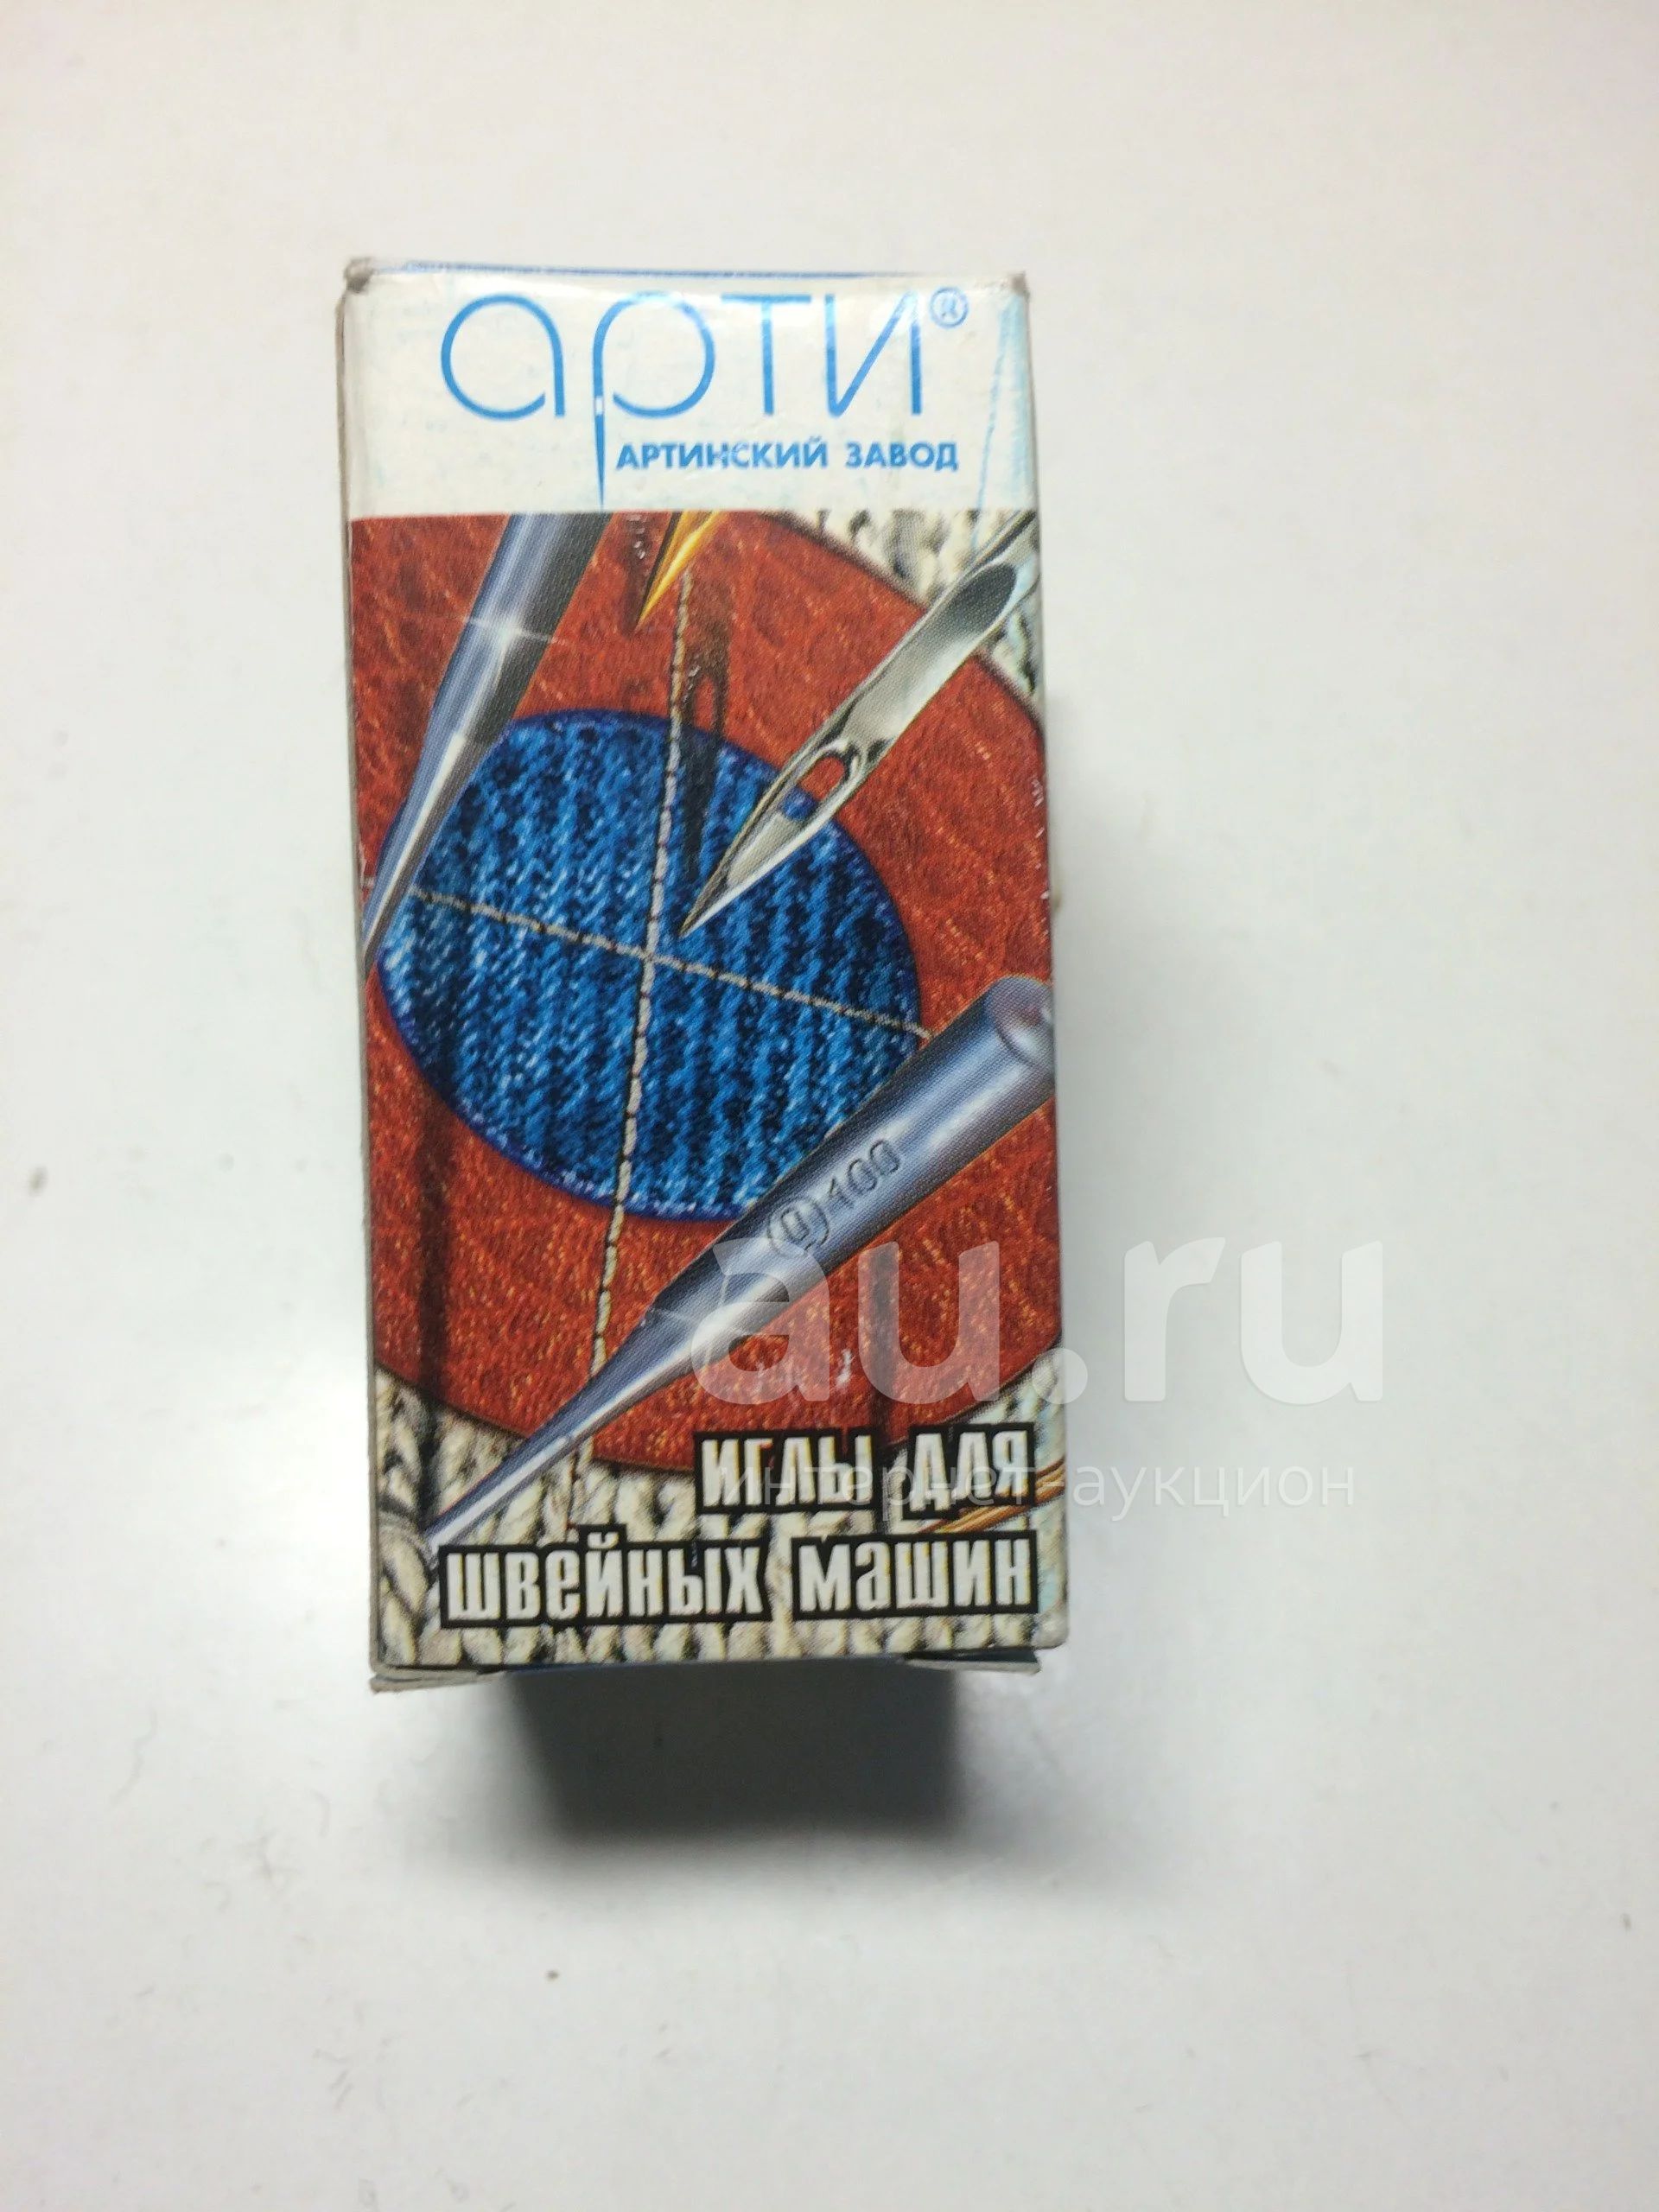 арти®
АРТИНСКИЙ ЗАВОД
100
au.ru
интернет-аукцион
иглы для
швейных машин